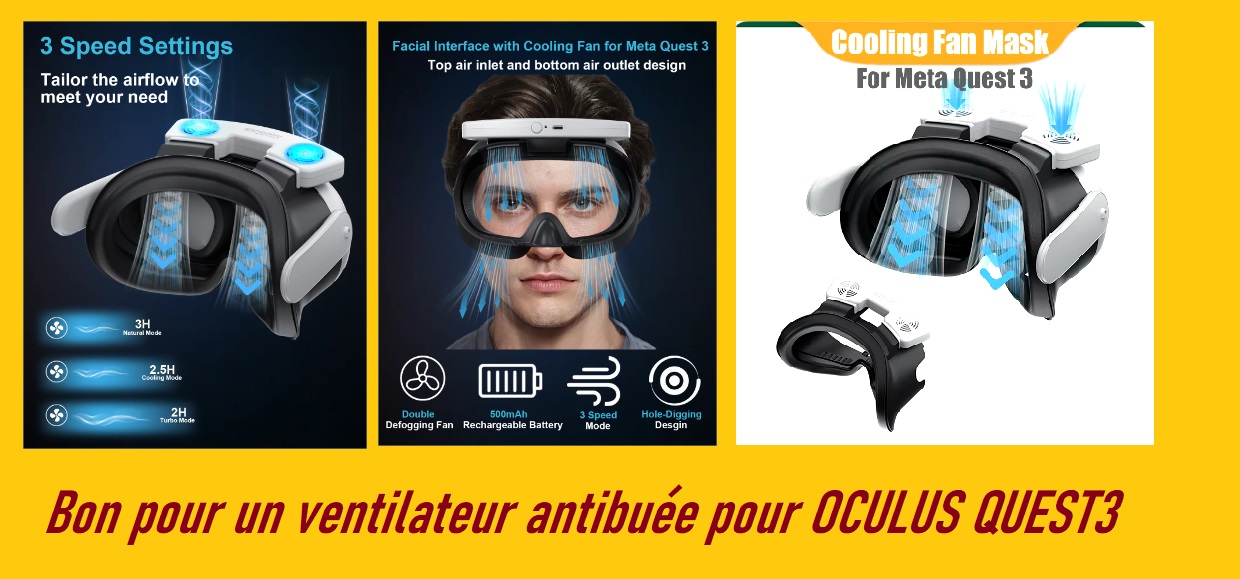 3 Speed Settings
Tailor the airflow to
meet your need
3H
Natural Mode
2.5H
Cooling Mode
2H
Turbo Mode
Facial Interface with Cooling Fan for Meta Quest 3
Top air inlet and bottom air outlet design
Double
Defogging Fan
500mAh
Rechargeable Battery
3 Speed
Mode
Hole-Digging
Desgin
Cooling Fan Mask
For Meta Quest 3
Bon pour un ventilateur antibuée pour OCULUS QUEST3